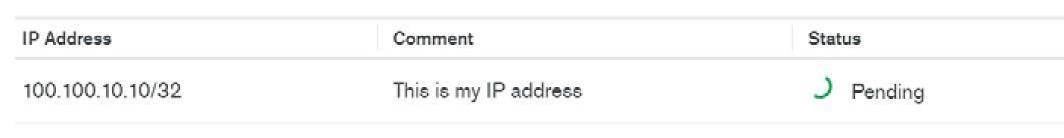 IP Address Comment Status
100.100.10.10/32 This is my IP address Pending